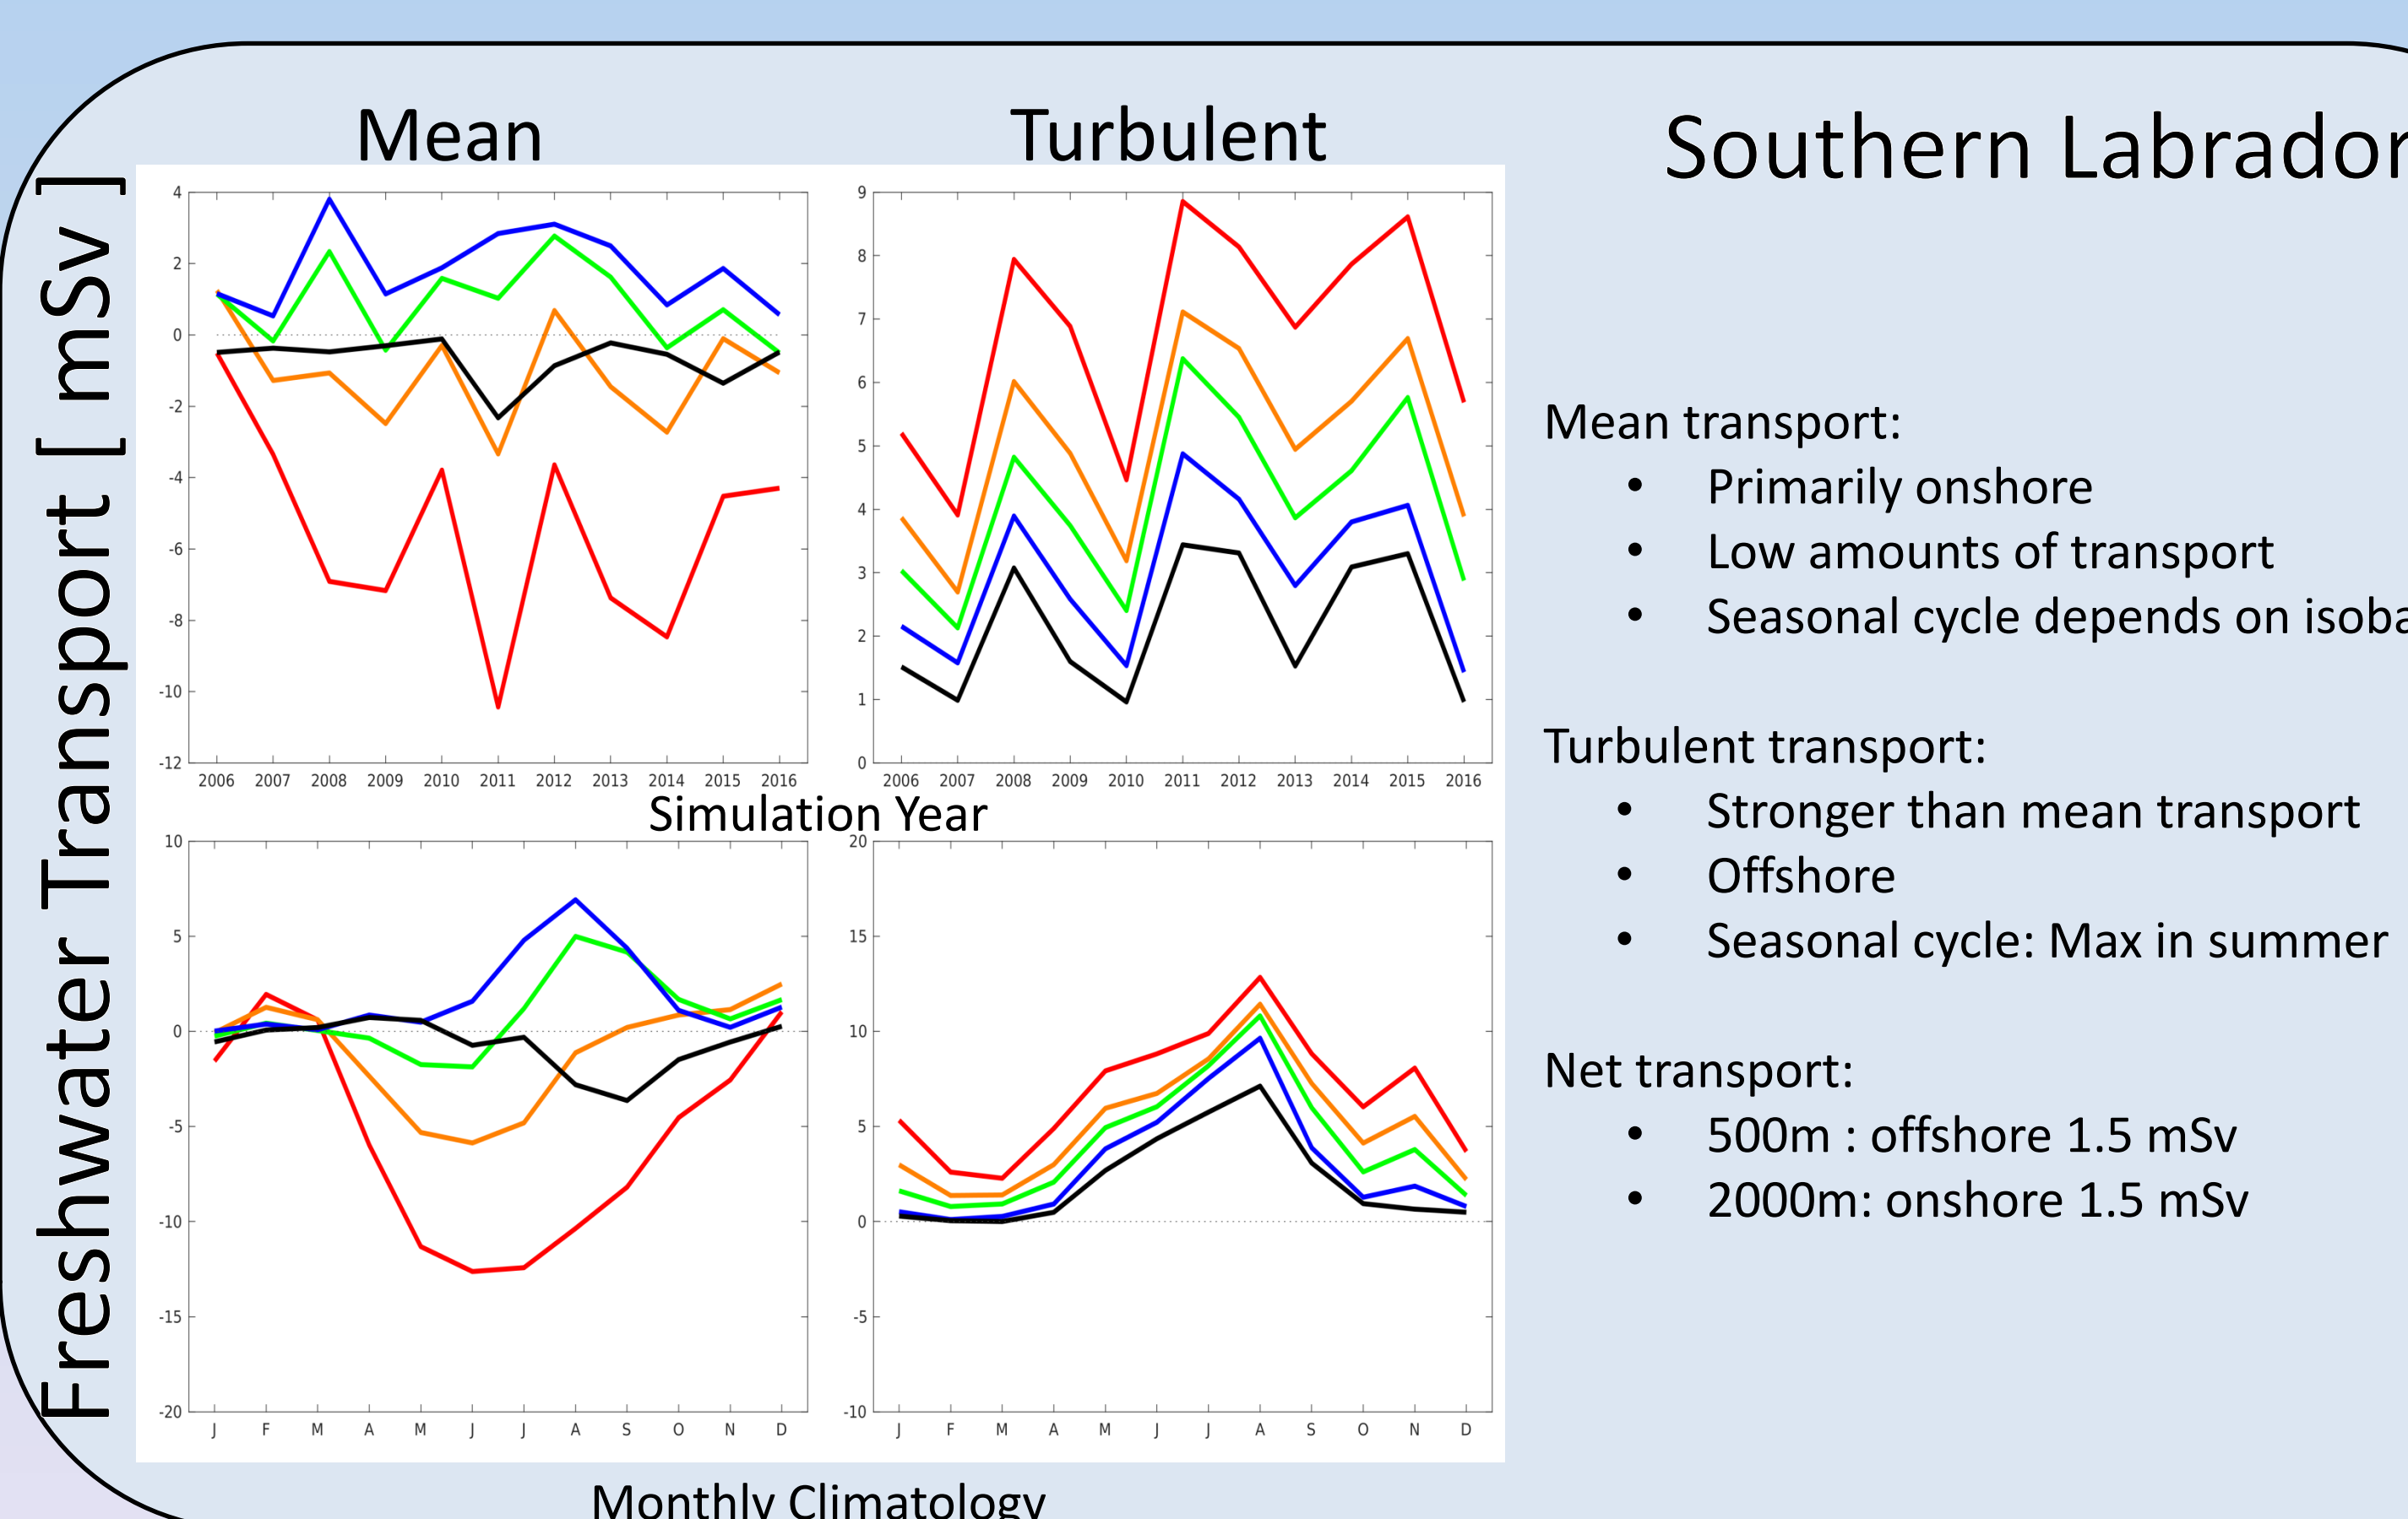 Mean
Turbulent
Southern Labrador
Freshwater Transport [ mSv ]
4
2
0
-2
-4
-6
-8
-10
-12
2006 2007 2008 2009 2010 2011 2012 2013 2014 2015 2016
9
8
7
6
5
4
3
2
1
0
2006 2007 2008 2009 2010 2011 2012 2013 2014 2015 2016
Simulation Year
10
5
0
-5
-10
-15
-20
J F M A M J J A S O N D
20
15
10
5
0
-5
-10
J F M A M J J A S O N D
Monthly Climatology
Mean transport:
• Primarily onshore
• Low amounts of transport
• Seasonal cycle depends on
Turbulent transport:
• Stronger than mean transport
• Offshore
• Seasonal cycle: Max in summer
Net transport:
• 500m : offshore 1.5 mSv
• 2000m: onshore 1.5 mSv